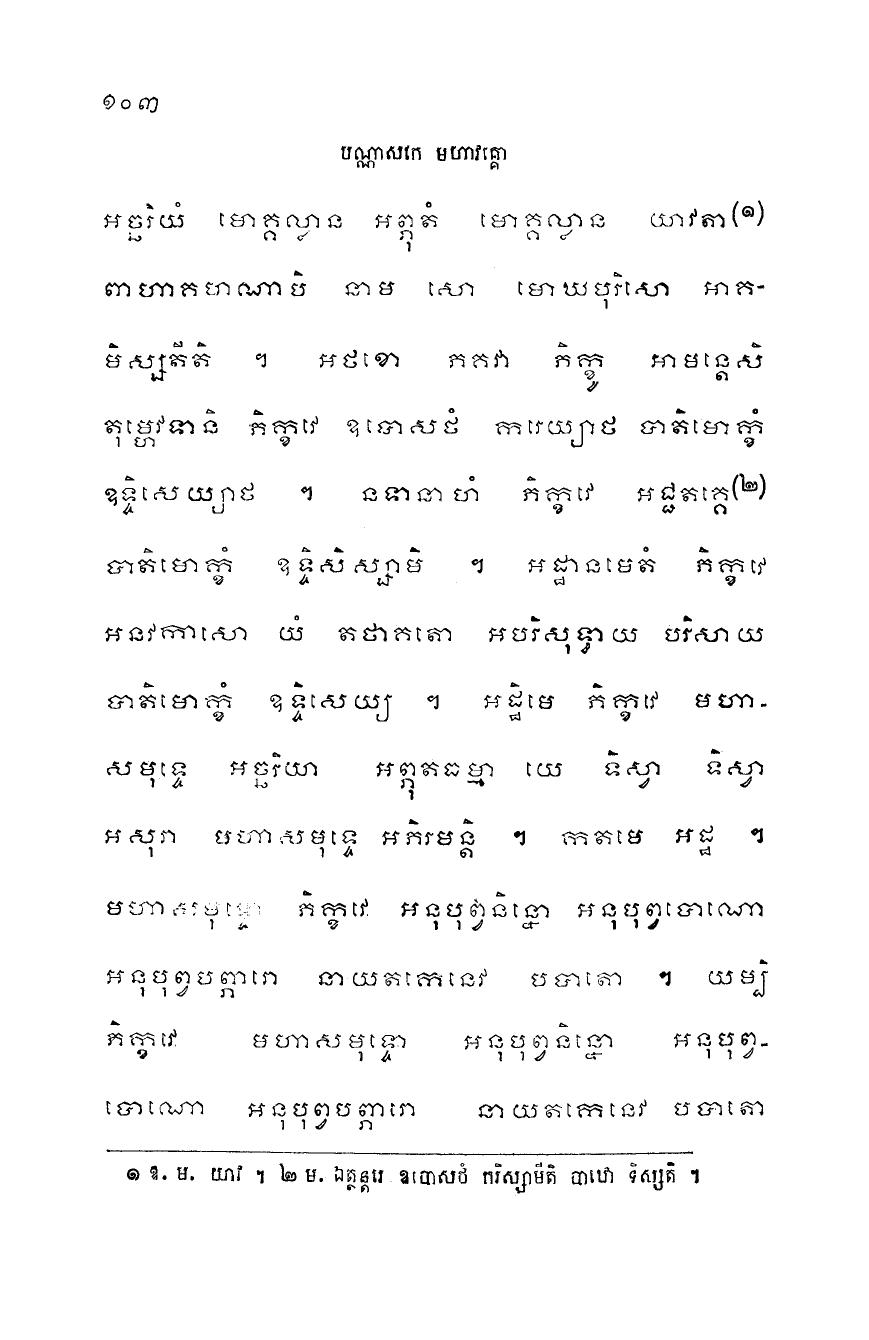 ១០៣
បណ្ណាសកេ មហាវគ្គោ
អច្ឆរិយំ មោគ្គល្លាន អព្ភុតំ មោគ្គល្លាន យាវតា(១)
ពាហាគហណាបិ នាម សោ មោឃបុរិសោ អាគ-
មិស្សតីតិ ។ អថខោ ភគវា ភិក្ខូ អាមន្តេសិ
តុម្ហេវទានិ ភិក្ខវេ ឧបោសថំ ករេយ្យាថ បាតិមោក្ខំ
ឧទ្ទិសេយ្យាថ ។ នទានាហំ ភិក្ខវេ អជ្ជតគ្គេ(២)
បាតិមោក្ខំ ឧទ្ទិសិស្សាមិ ។ អដ្ឋានមេតំ ភិក្ខវេ
អនវកាសោ យំ តថាគតោ អបរិសុទ្ធាយ បរិសាយ
បាតិមោក្ខំ ឧទ្ទិសេយ្យ ។ អដ្ឋិមេ ភិក្ខវេ មហា-
សមុទ្ទេ អច្ឆរិយា អព្ភុតធម្មា យេ ទិស្វា ទិស្វា
អសុរា មហាសមុទ្ទេ អភិរមន្តិ ។ កតមេ អដ្ឋ ។
មហាសមុទ្ទោ ភិក្ខវេ អនុបុព្វនិន្នោ អនុបុព្វបោណោ
អនុបុព្វបព្ភារោ នាយតកេនេវ បបាតោ ។ យម្បិ
ភិក្ខវេ មហាសមុទ្ទោ អនុបុព្វនិន្នោ អនុបុព្វ-
បោណោ អនុបុព្វបព្ភារោ នាយតកេនេវ បបាតោ
១ ឱ. ម. យាវ ។ ២ ម. ឯត្ថន្តរេ ឧបោសថំ ករិស្សាមីតិ បាឋោ ទិស្សតិ ។